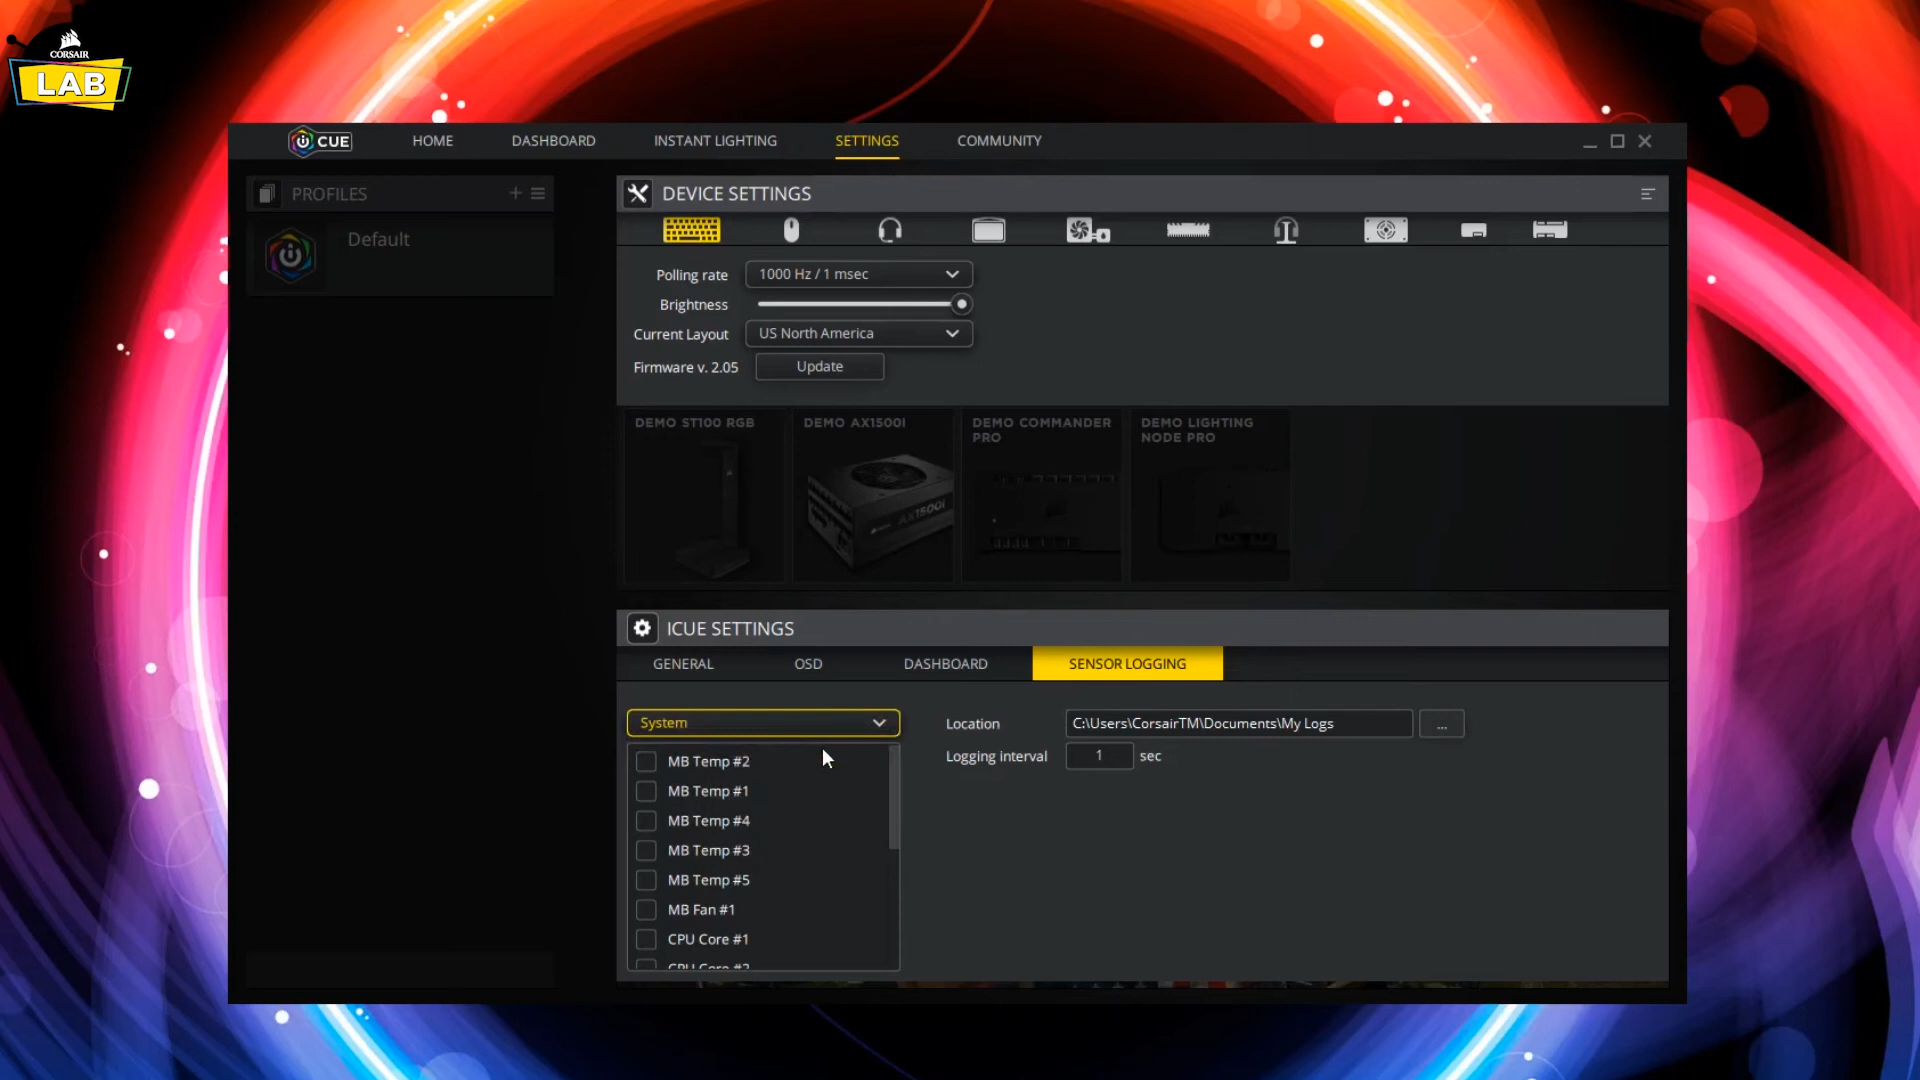 CORSAIR
LAB
CUE
HOME
DASHBOARD
INSTANT LIGHTING
SETTINGS
COMMUNITY
PROFILES
Default
DEVICE SETTINGS
Polling rate
1000 Hz / 1 msec
Brightness
Current Layout
US North America
Firmware v. 2.05
Update
DEMO ST100 RGB
DEMO AX1500I
DEMO COMMANDER
PRO
DEMO LIGHTING
NODE PRO
AX1500i
ICUE SETTINGS
GENERAL
OSD
DASHBOARD
SENSOR LOGGING
System
Location
C:\Users\CorsairTM\Documents\My Logs
...
Logging interval
1
sec
MB Temp #2
MB Temp #1
MB Temp #4
MB Temp #3
MB Temp #5
MB Fan #1
CPU Core #1
CPU Core #2